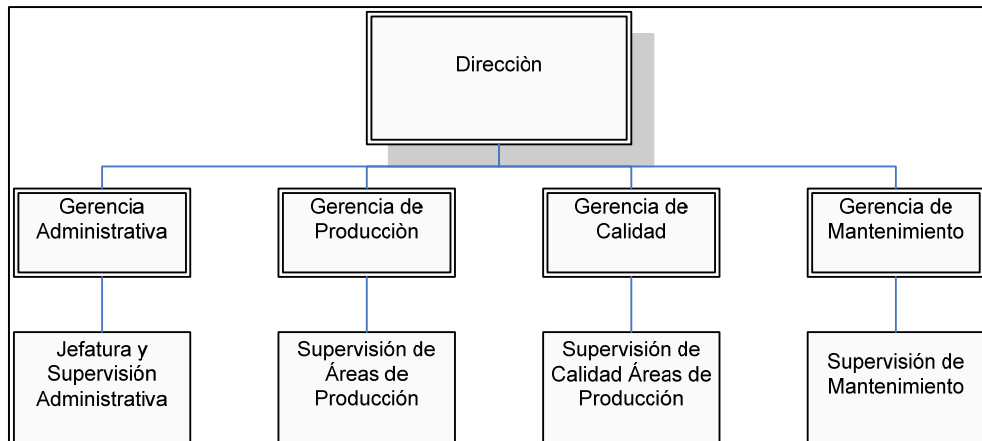 Direcciòn
Gerencia
Administrativa
Gerencia de
Producciòn
Gerencia de
Calidad
Gerencia de
Mantenimiento
Jefatura y
Supervisión
Administrativa
Supervisión de
Áreas de
Producción
Supervisión de
Calidad Áreas de
Producción
Supervisión de
Mantenimiento